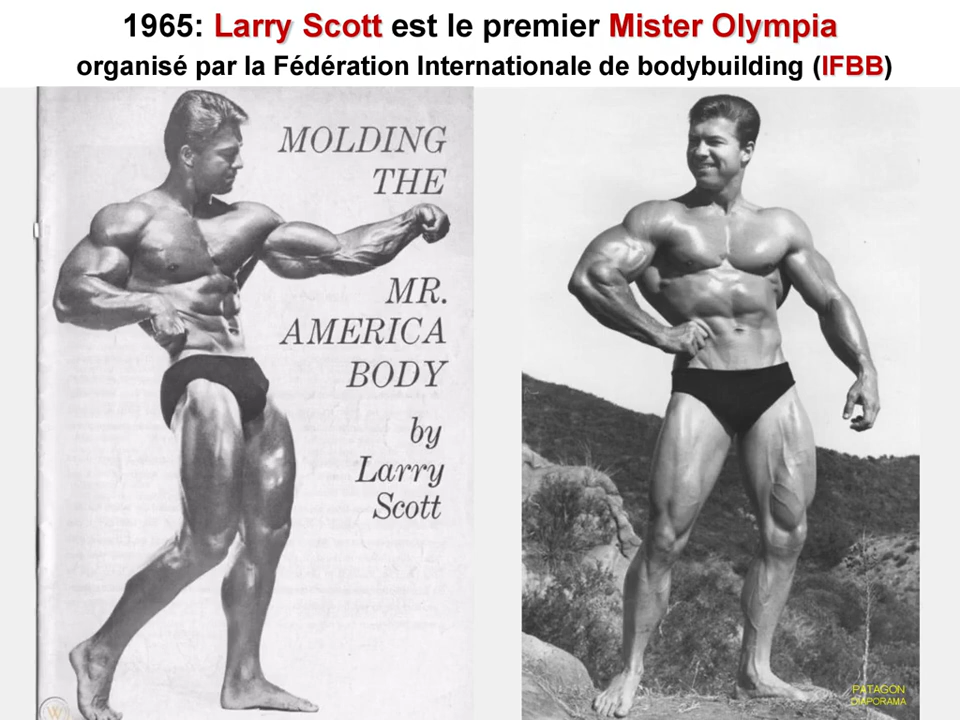 1965: Larry Scott est le premier Mister Olympia
organisé par la Fédération Internationale de bodybuilding (IFBB)
MOLDING
THE
MR.
AMERICA
BODY
by
Larry
Scott
PATAGON
DIAPORAMA